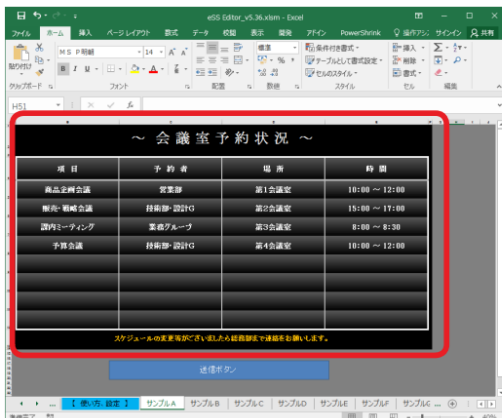 eSS Editor_v5.36.xlsm - Excel
ファイル ホーム 挿入 ページレイアウト 数式 データ 校閲 表示 開発 アドイン PowerShrink 操作アシ サインイン 共有
貼り付け
ＭＳ Ｐ明朝 14
B I U
標準
条件付き書式
テーブルとして書式設定
セルのスタイル
挿入
削除
書式
クリップボード フォント 配置 数値 スタイル セル 編集
H51 fx
～ 会議室予約状況 ～
項目 予約者 場所 時間
商品企画会議 営業部 第1会議室 10:00 ～ 12:00
販売・戦略会議 技術部・設計G 第2会議室 15:00 ～ 17:00
課内ミーティング 業務グループ 第3会議室 8:00 ～ 8:30
予算会議 技術部・設計G 第4会議室 10:00 ～ 12:00
スケジュールの変更等がございましたら総務部まで連絡をお願いします。
送信ボタン
... 【 使い方、設定 】 サンプルA サンプルB サンプルC サンプルD サンプルE サンプルF サンプルG ...